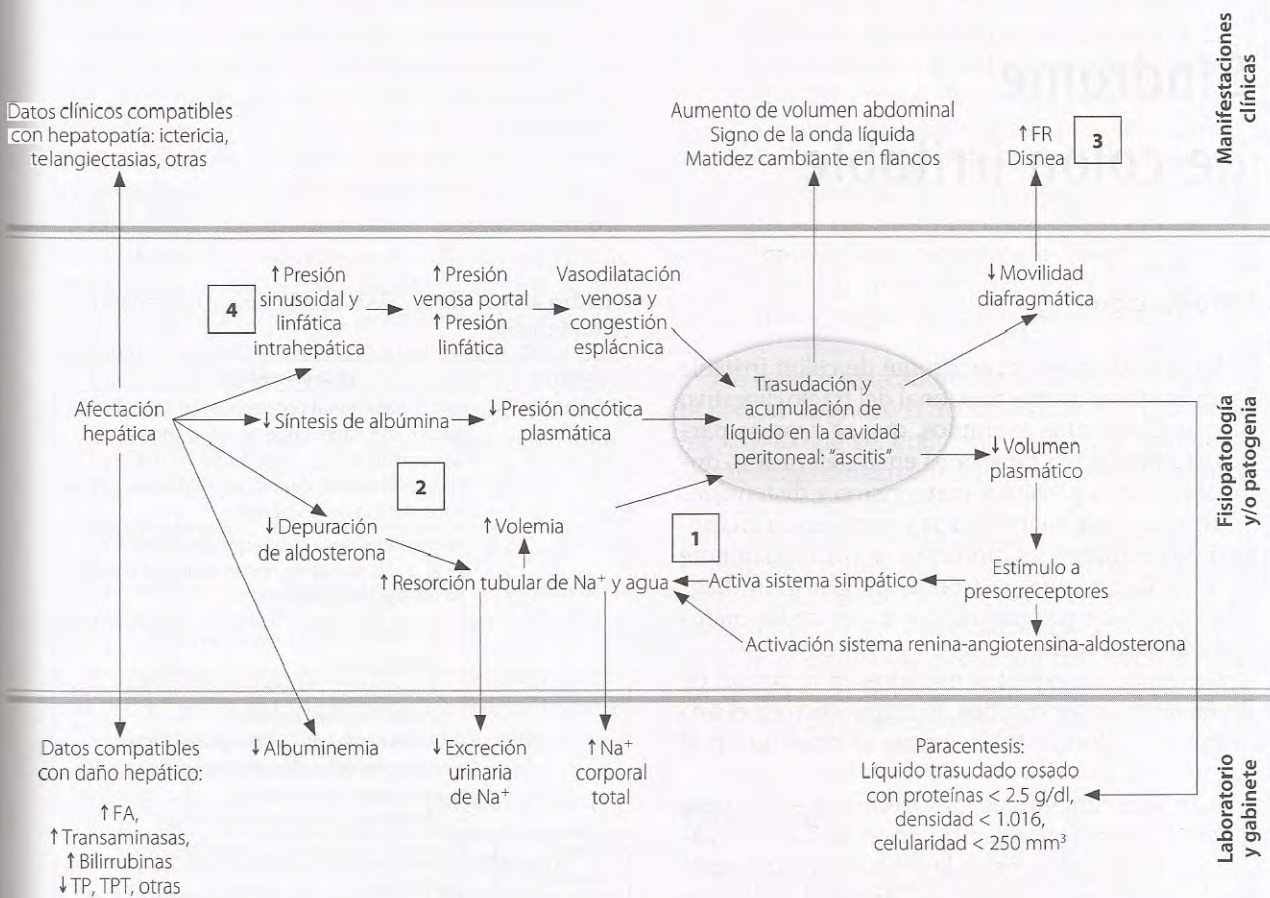 Manifestaciones
clínicas
Datos clínicos compatibles
con hepatopatía: ictericia,
telangiectasias, otras
Aumento de volumen abdominal
Signo de la onda líquida
Matidez cambiante en flancos
↑ FR
Disnea
3
Fisiopatología
y/o patogenia
4
↑ Presión
sinusoidal y
linfática
intrahepática
↑ Presión
venosa portal
↑ Presión
linfática
Vasodilatación
venosa y
congestión
esplácnica
↓ Movilidad
diafragmática
Afectación
hepática
↓ Síntesis de albúmina
↓ Presión oncótica
plasmática
Trasudación y
acumulación de
líquido en la cavidad
peritoneal: "ascitis"
↓ Volumen
plasmático
2
↓ Depuración
de aldosterona
↑ Volemia
1
↑ Resorción tubular de Na⁺ y agua
Activa sistema simpático
Estímulo a
presorreceptores
Activación sistema renina-angiotensina-aldosterona
Laboratorio
y gabinete
Datos compatibles
con daño hepático:
↑ FA,
↑ Transaminasas,
↑ Bilirrubinas
↓ TP, TPT, otras
↓ Albuminemia
↓ Excreción
urinaria
de Na⁺
↑ Na⁺
corporal
total
Paracentesis:
Líquido trasudado rosado
con proteínas < 2.5 g/dl,
densidad < 1.016,
celularidad < 250 mm³